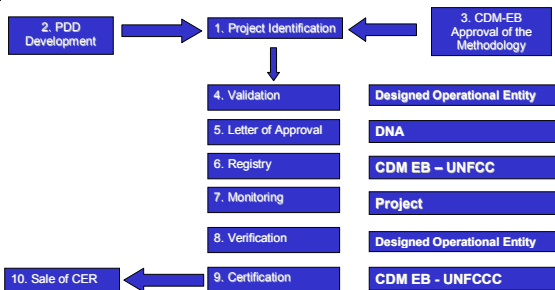 2. PDD
Development
1. Project Identification
3. CDM-EB
Approval of the
Methodology
4. Validation
Designed Operational Entity
5. Letter of Approval
DNA
6. Registry
CDM EB – UNFCC
7. Monitoring
Project
8. Verification
Designed Operational Entity
10. Sale of CER
9. Certification
CDM EB - UNFCCC